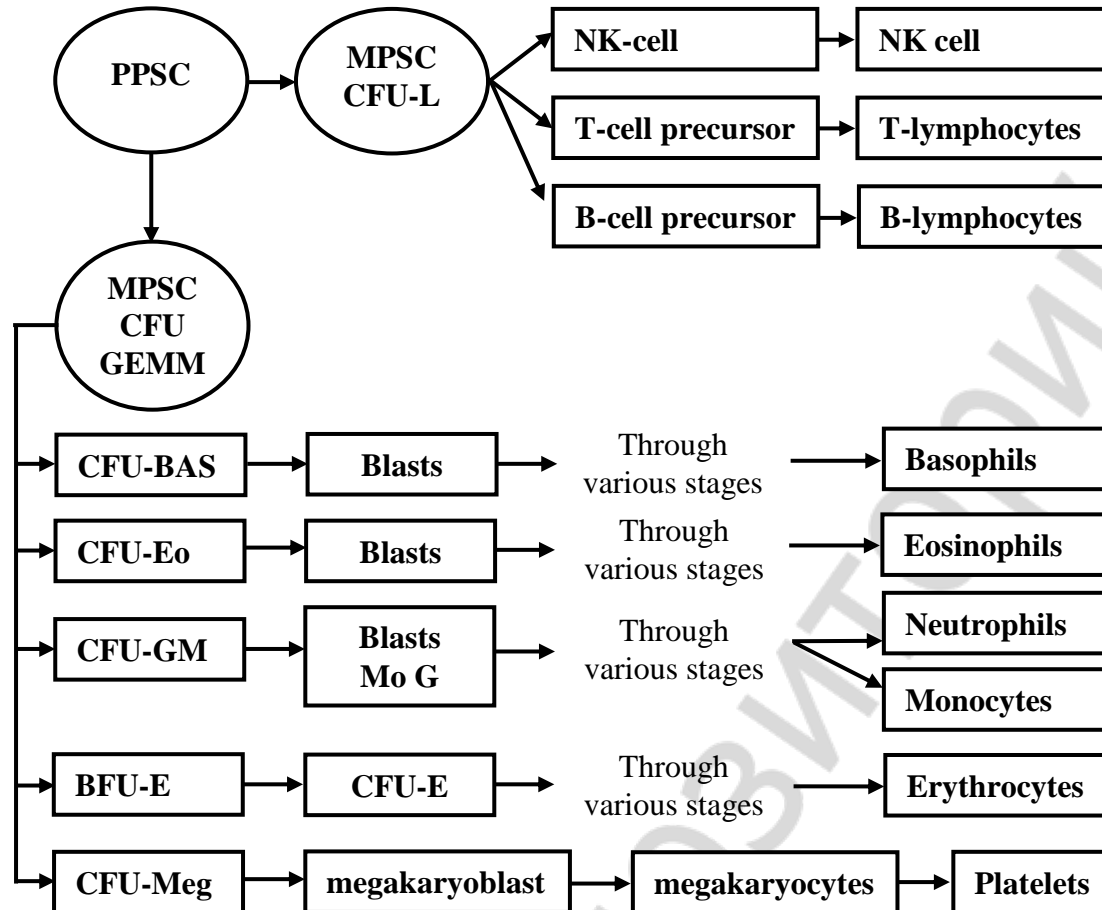 PPSC
MPSC
CFU-L
NK-cell
NK cell
T-cell precursor
T-lymphocytes
B-cell precursor
B-lymphocytes
MPSC
CFU
GEMM
CFU-BAS
Blasts
Through
various stages
Basophils
CFU-Eo
Blasts
Through
various stages
Eosinophils
CFU-GM
Blasts
Mo G
Through
various stages
Neutrophils
Monocytes
BFU-E
CFU-E
Through
various stages
Erythrocytes
CFU-Meg
megakaryoblast
megakaryocytes
Platelets